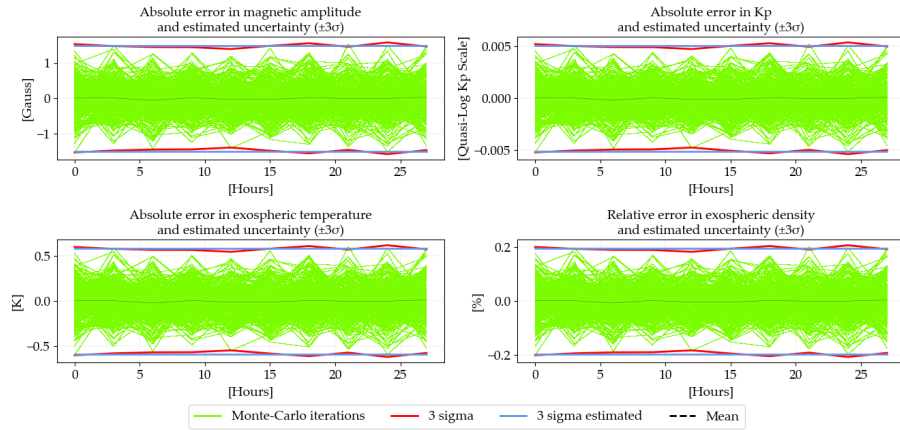 Absolute error in magnetic amplitude
and estimated uncertainty (±3σ)
[Gauss]
1
0
−1
0 5 10 15 20 25
[Hours]
Absolute error in Kp
and estimated uncertainty (±3σ)
[Quasi-Log Kp Scale]
0.005
0.000
−0.005
0 5 10 15 20 25
[Hours]
Absolute error in exospheric temperature
and estimated uncertainty (±3σ)
[K]
0.5
0.0
−0.5
0 5 10 15 20 25
[Hours]
Relative error in exospheric density
and estimated uncertainty (±3σ)
[%]
0.2
0.0
−0.2
0 5 10 15 20 25
[Hours]
Monte-Carlo iterations 3 sigma 3 sigma estimated Mean